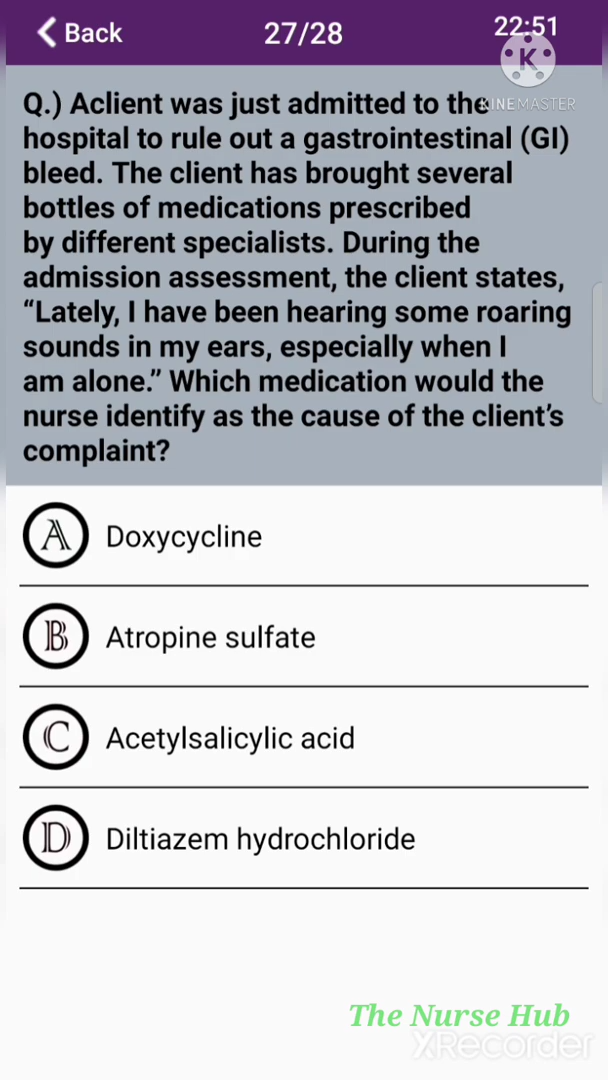 Back 27/28 22:51
K
KINEMASTER
Q.) Aclient was just admitted to the
hospital to rule out a gastrointestinal (GI)
bleed. The client has brought several
bottles of medications prescribed
by different specialists. During the
admission assessment, the client states,
“Lately, I have been hearing some roaring
sounds in my ears, especially when I
am alone.” Which medication would the
nurse identify as the cause of the client’s
complaint?
A Doxycycline
B Atropine sulfate
C Acetylsalicylic acid
D Diltiazem hydrochloride
The Nurse Hub
XRecorder